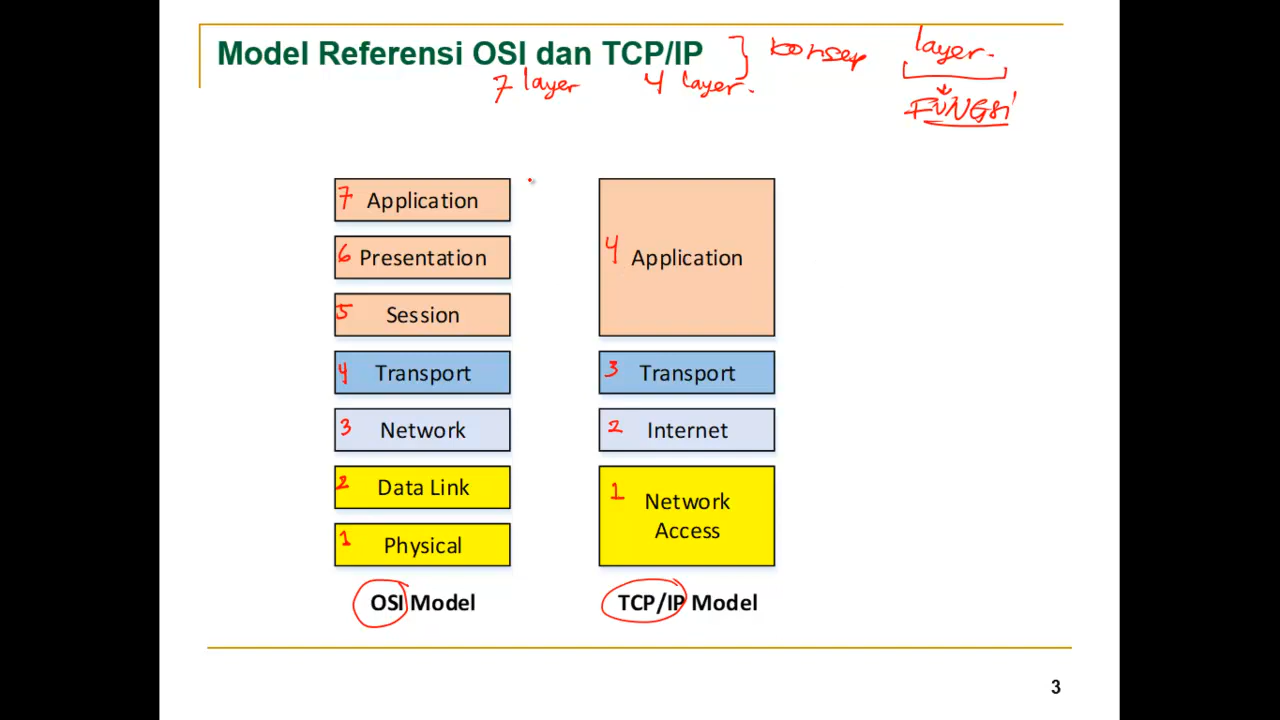 Model Referensi OSI dan TCP/IP
konsep layer.
7 layer 4 layer.
FUNGSI
7 Application
6 Presentation
5 Session
4 Transport
3 Network
2 Data Link
1 Physical
OSI Model
4 Application
3 Transport
2 Internet
1 Network
Access
TCP/IP Model
3